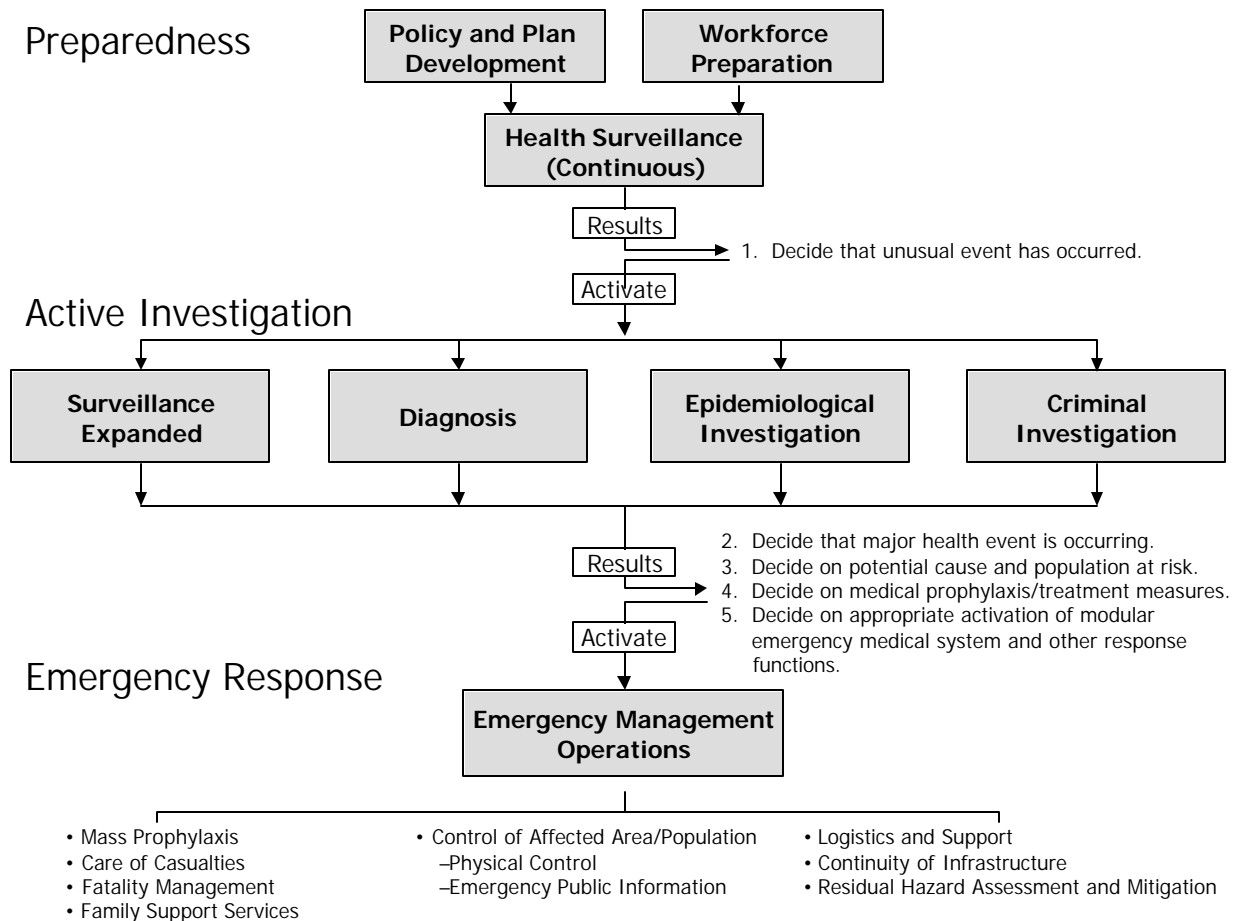 Preparedness
Policy and Plan
Development
Workforce
Preparation
Health Surveillance
(Continuous)
Results
1. Decide that unusual event has occurred.
Activate
Active Investigation
Surveillance
Expanded
Diagnosis
Epidemiological
Investigation
Criminal
Investigation
Results
2. Decide that major health event is occurring.
3. Decide on potential cause and population at risk.
4. Decide on medical prophylaxis/treatment measures.
5. Decide on appropriate activation of modular
emergency medical system and other response
functions.
Activate
Emergency Response
Emergency Management
Operations
• Mass Prophylaxis
• Care of Casualties
• Fatality Management
• Family Support Services
• Control of Affected Area/Population
–Physical Control
–Emergency Public Information
• Logistics and Support
• Continuity of Infrastructure
• Residual Hazard Assessment and Mitigation